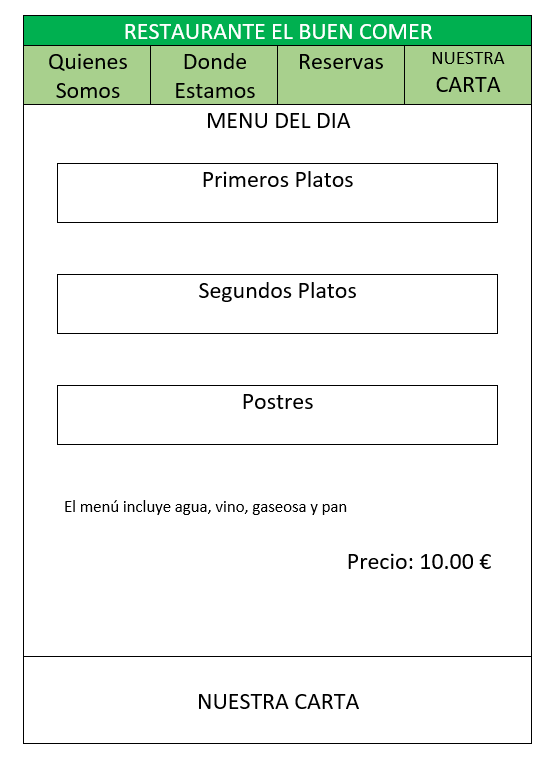 RESTAURANTE EL BUEN COMER
Quienes
Somos
Donde
Estamos
Reservas
NUESTRA
CARTA
MENU DEL DIA
Primeros Platos
Segundos Platos
Postres
El menú incluye agua, vino, gaseosa y pan
Precio: 10.00 €
NUESTRA CARTA